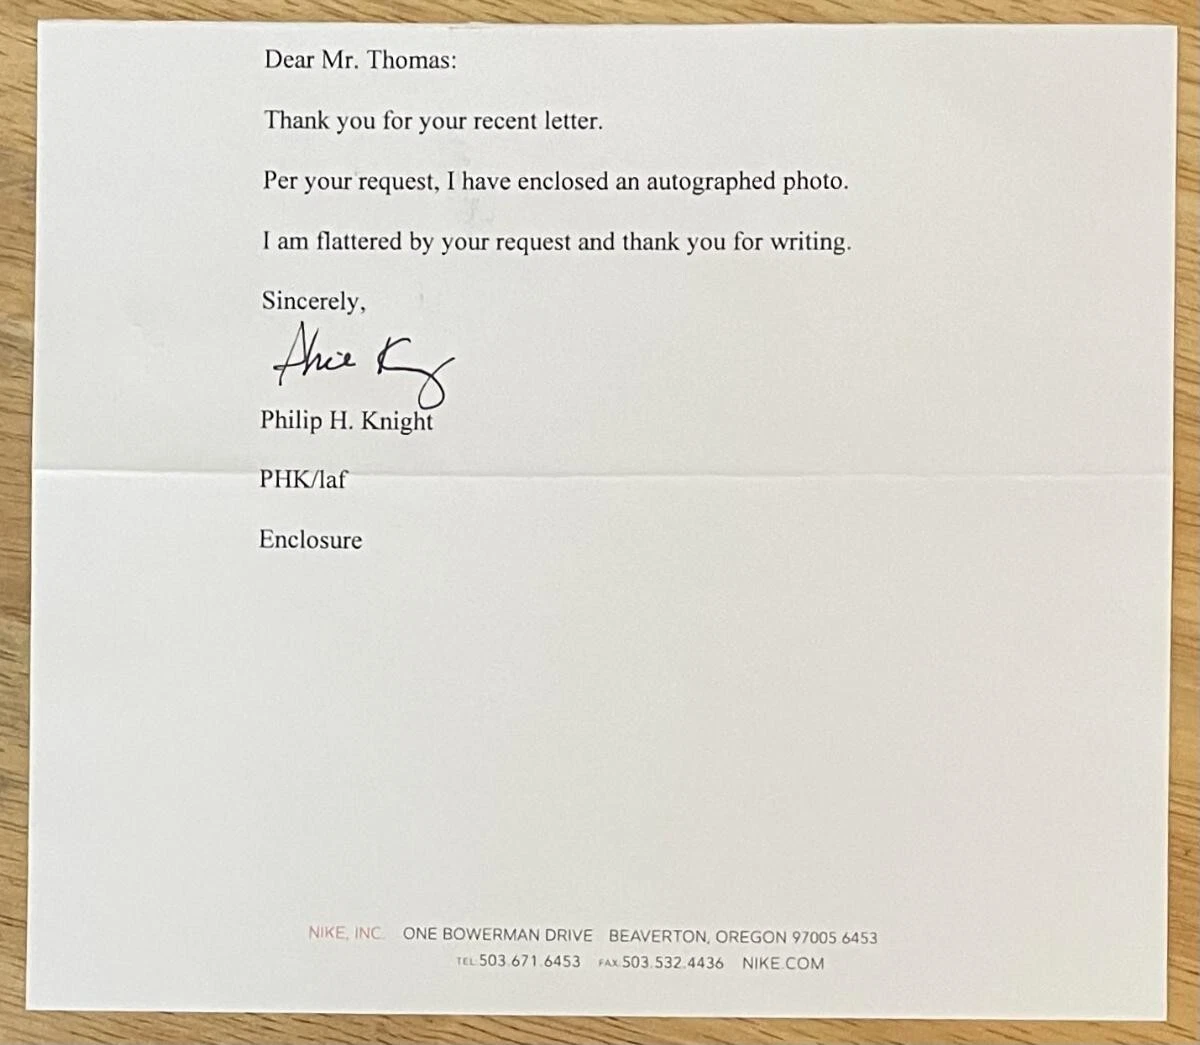 Dear Mr. Thomas:
Thank you for your recent letter.
Per your request, I have enclosed an autographed photo.
I am flattered by your request and thank you for writing.
Sincerely,
Philip H. Knight
PHK/laf
Enclosure
NIKE, INC. ONE BOWERMAN DRIVE BEAVERTON, OREGON 97005.6453
TEL:503.671.6453 FAX:503.532.4436 NIKE.COM